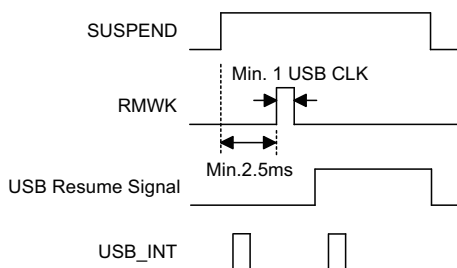 SUSPEND
Min. 1 USB CLK
RMWK
Min.2.5ms
USB Resume Signal
USB_INT